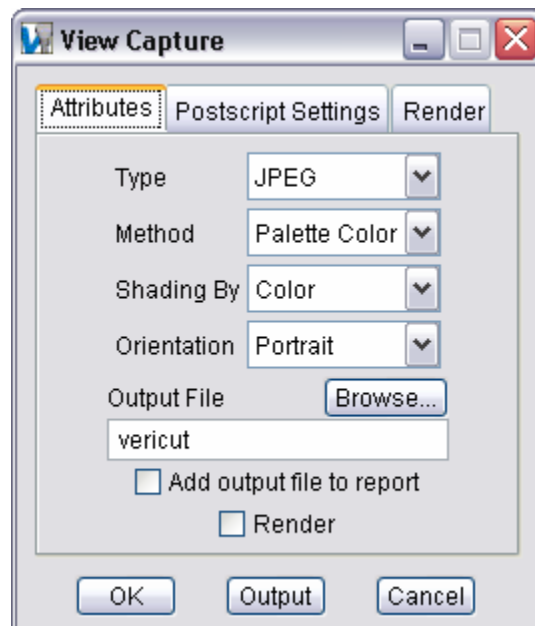 View Capture
Attributes Postscript Settings Render
Type JPEG
Method Palette Color
Shading By Color
Orientation Portrait
Output File Browse...
vericut
Add output file to report
Render
OK Output Cancel